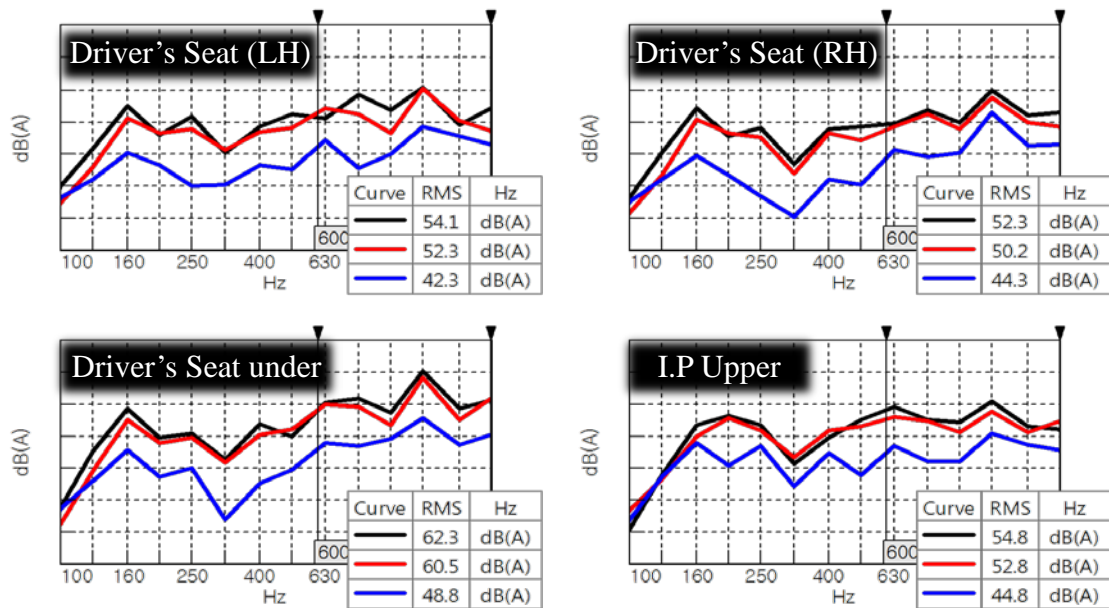 Driver's Seat (LH)
dB(A)
Curve RMS Hz
54.1 dB(A)
52.3 dB(A)
42.3 dB(A)
600
100 160 250 400 630
Hz
Driver's Seat (RH)
dB(A)
Curve RMS Hz
52.3 dB(A)
50.2 dB(A)
44.3 dB(A)
600
100 160 250 400 630
Hz
Driver's Seat under
dB(A)
Curve RMS Hz
62.3 dB(A)
60.5 dB(A)
48.8 dB(A)
600
100 160 250 400 630
Hz
I.P Upper
dB(A)
Curve RMS Hz
54.8 dB(A)
52.8 dB(A)
44.8 dB(A)
600
100 160 250 400 630
Hz